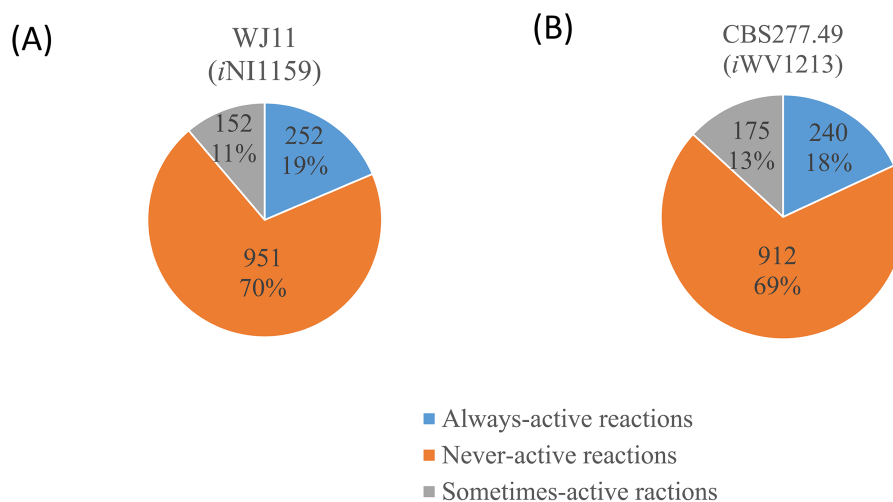 (A)
WJ11
(iNI1159)
152
11%
252
19%
951
70%
(B)
CBS277.49
(iWV1213)
175
13%
240
18%
912
69%
Always-active reactions
Never-active reactions
Sometimes-active ractions